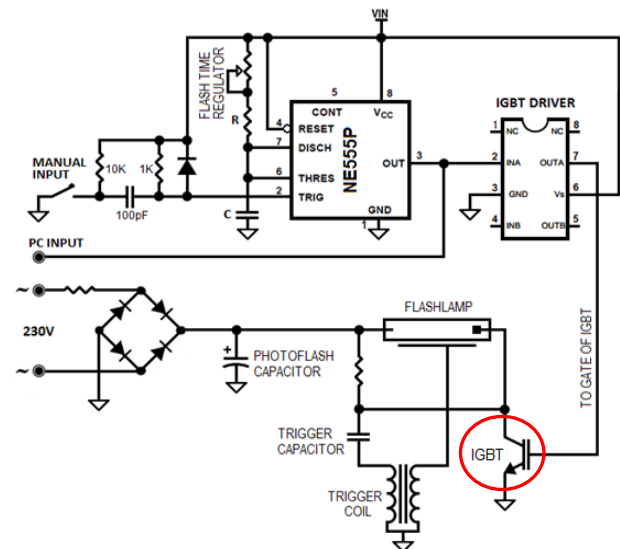 VIN
FLASH TIME
REGULATOR
R
5
8
CONT
VCC
4
RESET
7
DISCH
NE555P
OUT
3
6
THRES
2
TRIG
GND
1
C
IGBT DRIVER
1
NC
NC
8
2
INA
OUTA
7
3
GND
Vs
6
4
INB
OUTB
5
MANUAL
INPUT
10K
1K
100pF
PC INPUT
~
230V
~
+
PHOTOFLASH
CAPACITOR
FLASHLAMP
TRIGGER
CAPACITOR
TRIGGER
COIL
IGBT
TO GATE OF IGBT